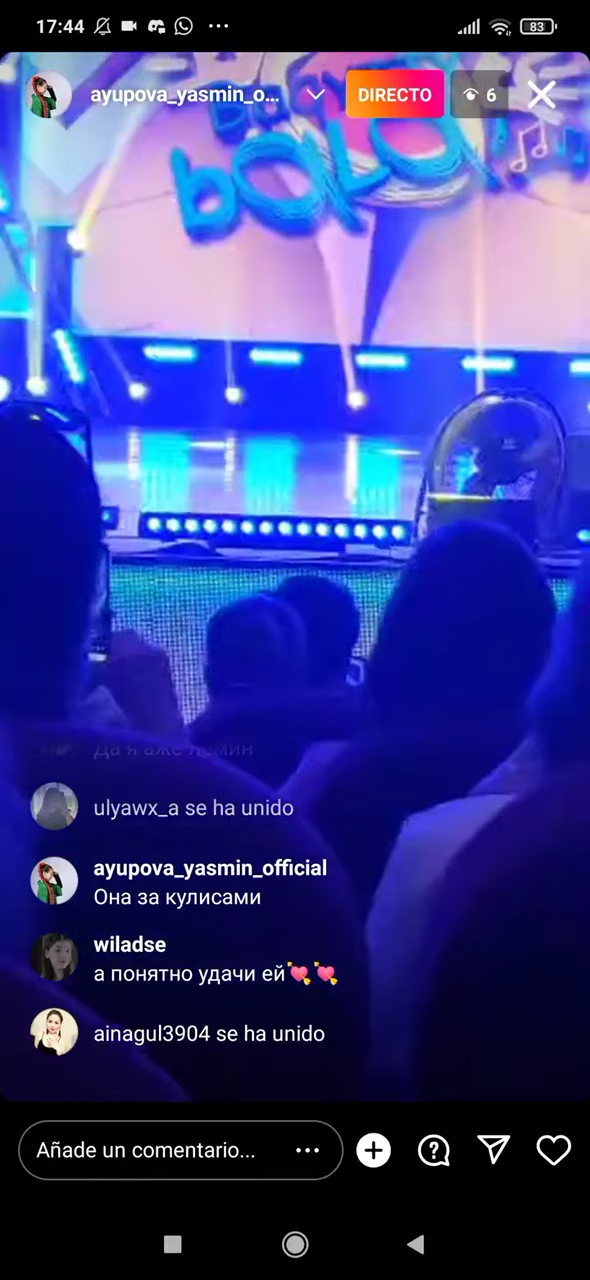 17:44
83
ayupova_yasmin_o...
DIRECTO
6
бала
ulyawx_a se ha unido
ayupova_yasmin_official
Она за кулисами
wiladse
а понятно удачи ей💘💘
ainagul3904 se ha unido
Añade un comentario...